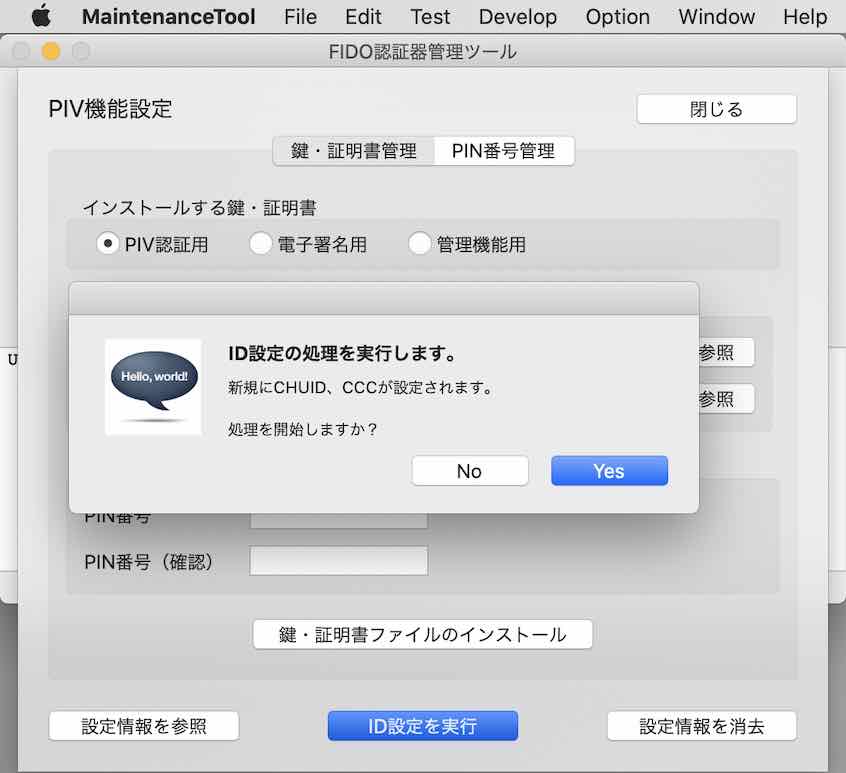 MaintenanceTool File Edit Test Develop Option Window Help
FIDO認証器管理ツール
PIV機能設定
閉じる
鍵・証明書管理 PIN番号管理
インストールする鍵・証明書
PIV認証用 電子署名用 管理機能用
Hello, world!
ID設定の処理を実行します。
新規にCHUID、CCCが設定されます。
処理を開始しますか？
No Yes
U
参照
参照
PIN番号
PIN番号（確認）
鍵・証明書ファイルのインストール
設定情報を参照 ID設定を実行 設定情報を消去